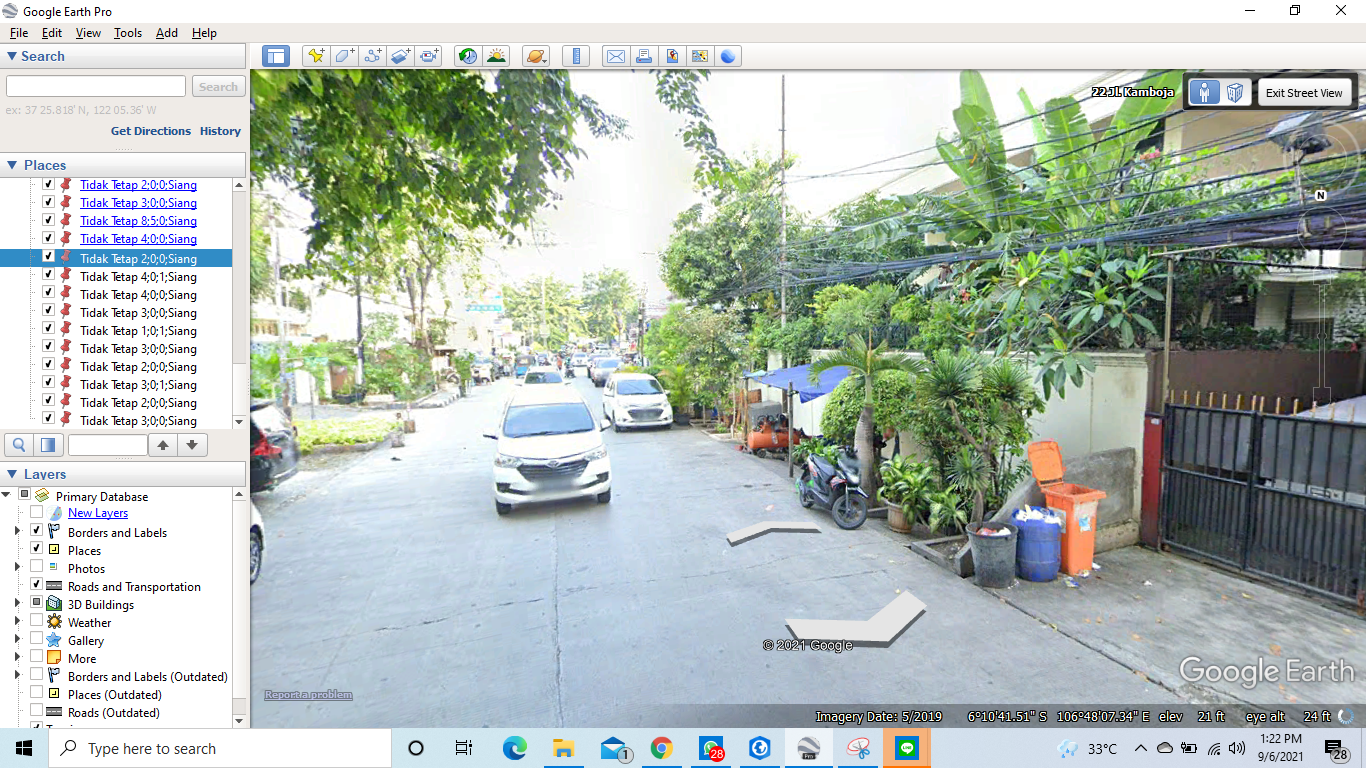 Google Earth Pro
File Edit View Tools Add Help
Search
Search
ex: 37 25.818' N, 122 05.36' W
Get Directions History
Places
Tidak Tetap 2;0;0;Siang
Tidak Tetap 3;0;0;Siang
Tidak Tetap 8;5;0;Siang
Tidak Tetap 4;0;0;Siang
Tidak Tetap 2;0;0;Siang
Tidak Tetap 4;0;1;Siang
Tidak Tetap 4;0;0;Siang
Tidak Tetap 3;0;0;Siang
Tidak Tetap 1;0;1;Siang
Tidak Tetap 3;0;0;Siang
Tidak Tetap 2;0;0;Siang
Tidak Tetap 3;0;1;Siang
Tidak Tetap 2;0;0;Siang
Tidak Tetap 3;0;0;Siang
Layers
Primary Database
New Layers
Borders and Labels
Places
Photos
Roads and Transportation
3D Buildings
Weather
Gallery
More
Borders and Labels (Outdated)
Places (Outdated)
Roads (Outdated)
22 Jl. Kamboja
Exit Street View
N
© 2021 Google
Google Earth
Report a problem
Imagery Date: 5/2019 6°10'41.51" S 106°48'07.34" E elev 21 ft eye alt 24 ft
Type here to search
1
28
Pro
LINE
33°C
1:22 PM
9/6/2021
28